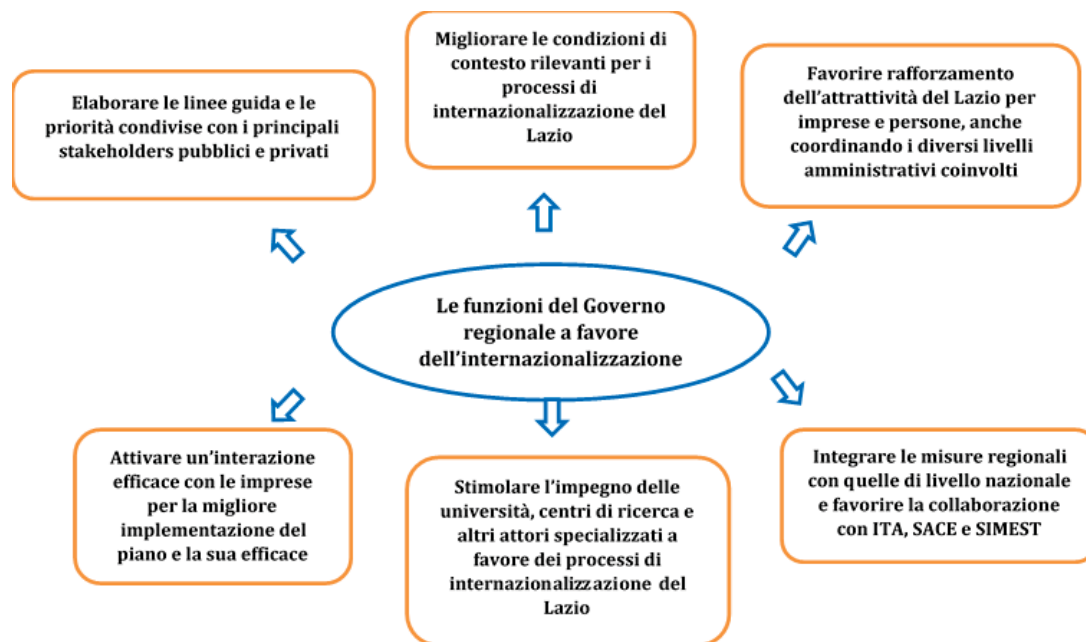 Elaborare le linee guida e le
priorità condivise con i principali
stakeholders pubblici e privati
Migliorare le condizioni di
contesto rilevanti per i
processi di
internazionalizzazione del
Lazio
Favorire rafforzamento
dell’attrattività del Lazio per
imprese e persone, anche
coordinando i diversi livelli
amministrativi coinvolti
Le funzioni del Governo
regionale a favore
dell’internazionalizzazione
Attivare un’interazione
efficace con le imprese
per la migliore
implementazione del
piano e la sua efficace
Stimolare l’impegno delle
università, centri di ricerca e
altri attori specializzati a
favore dei processi di
internazionalizzazione del
Lazio
Integrare le misure regionali
con quelle di livello nazionale
e favorire la collaborazione
con ITA, SACE e SIMEST